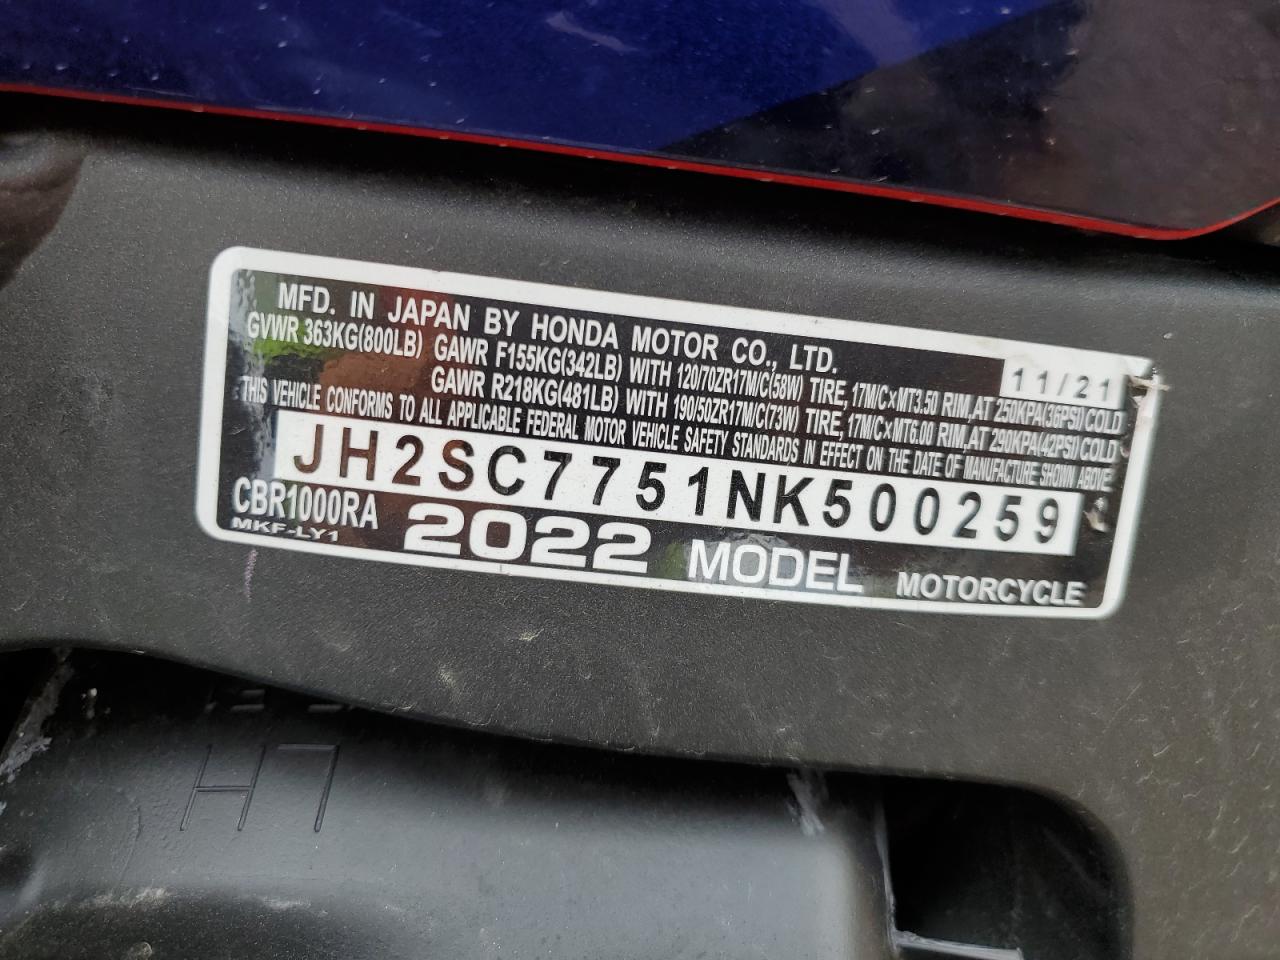 MFD. IN JAPAN BY HONDA MOTOR CO., LTD.
11/21
GVWR 363KG(800LB) GAWR F155KG(342LB) WITH 120/70ZR17M/C(58W) TIRE, 17M/C×MT3.50 RIM, AT 250KPA(36PSI)COLD
GAWR R218KG(481LB) WITH 190/50ZR17M/C(73W) TIRE, 17M/C×MT6.00 RIM, AT 290KPA(42PSI)COLD
THIS VEHICLE CONFORMS TO ALL APPLICABLE FEDERAL MOTOR VEHICLE SAFETY STANDARDS IN EFFECT ON THE DATE OF MANUFACTURE SHOWN ABOVE.
JH2SC7751NK500259
CBR1000RA 2022 MODEL MOTORCYCLE
MKF-LY1